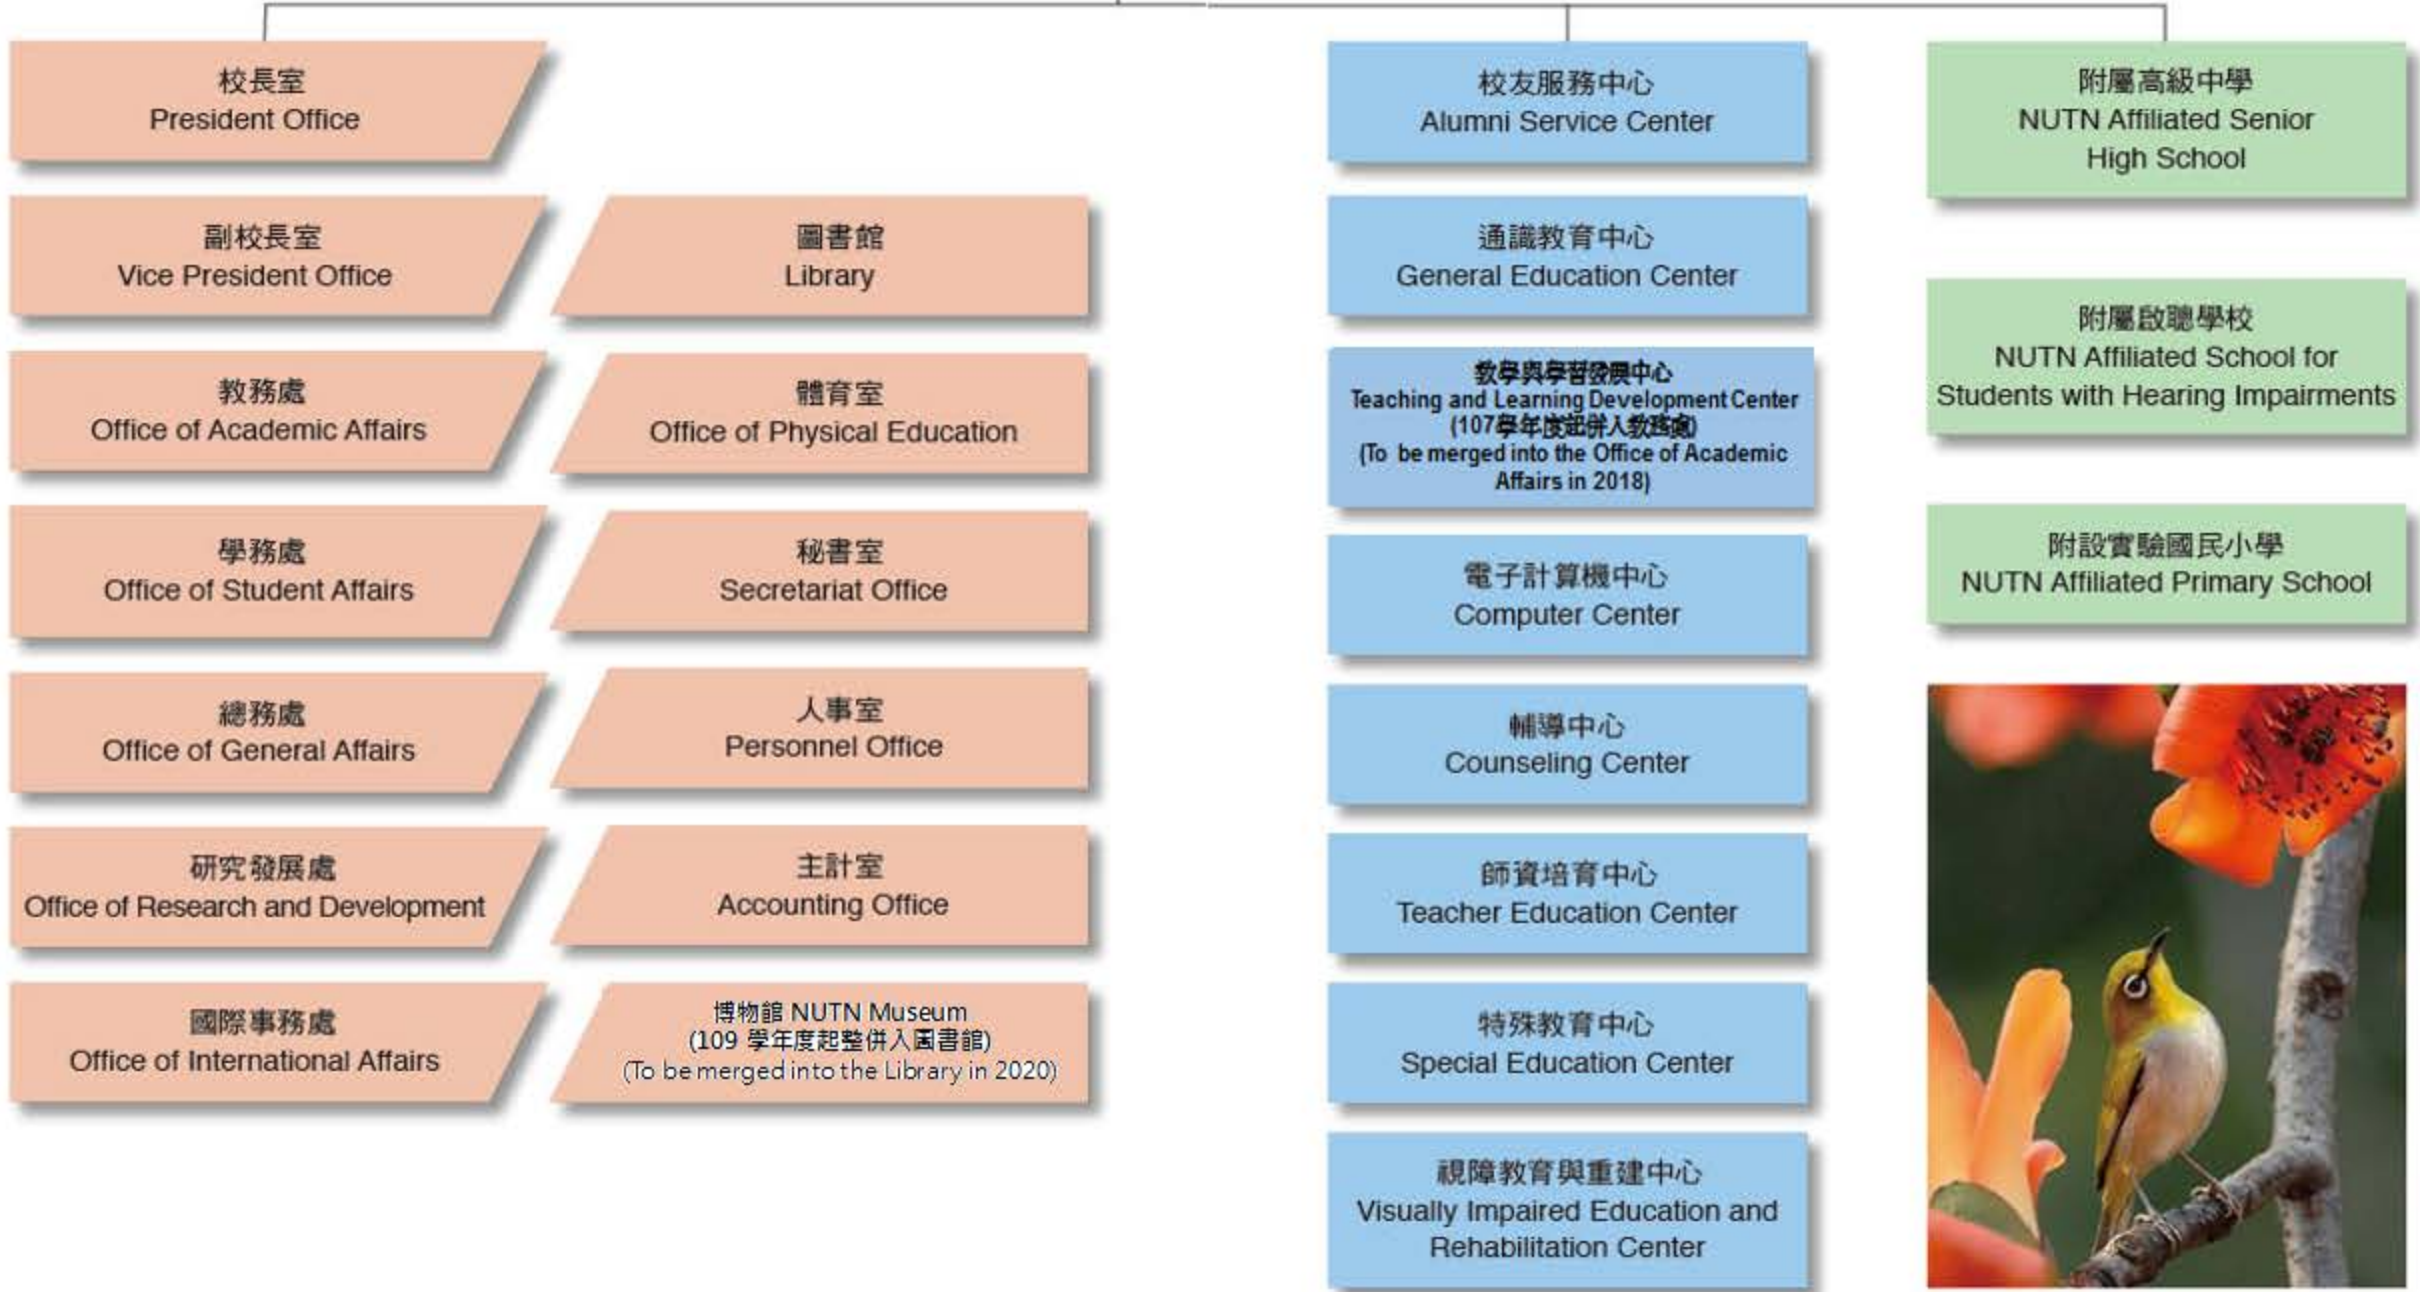 校長室
President Office
副校長室
Vice President Office
教務處
Office of Academic Affairs
學務處
Office of Student Affairs
總務處
Office of General Affairs
研究發展處
Office of Research and Development
國際事務處
Office of International Affairs
圖書館
Library
體育室
Office of Physical Education
秘書室
Secretariat Office
人事室
Personnel Office
主計室
Accounting Office
博物館 NUTN Museum
(109 學年度起整併入圖書館)
(To be merged into the Library in 2020)
校友服務中心
Alumni Service Center
通識教育中心
General Education Center
教學與學習發展中心
Teaching and Learning Development Center
(107學年度起併入教務處)
(To be merged into the Office of Academic
Affairs in 2018)
電子計算機中心
Computer Center
輔導中心
Counseling Center
師資培育中心
Teacher Education Center
特殊教育中心
Special Education Center
視障教育與重建中心
Visually Impaired Education and
Rehabilitation Center
附屬高級中學
NUTN Affiliated Senior
High School
附屬啟聰學校
NUTN Affiliated School for
Students with Hearing Impairments
附設實驗國民小學
NUTN Affiliated Primary School